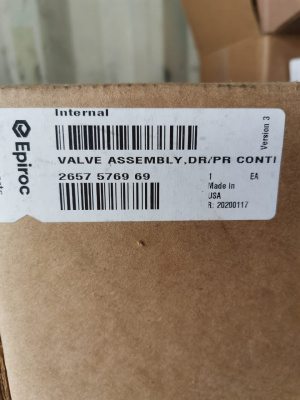 Internal
Version 3
Epiroc
VALVE ASSEMBLY,DR/PR CONTI
2657 5769 69
1 EA
Made in
USA
R: 20200117